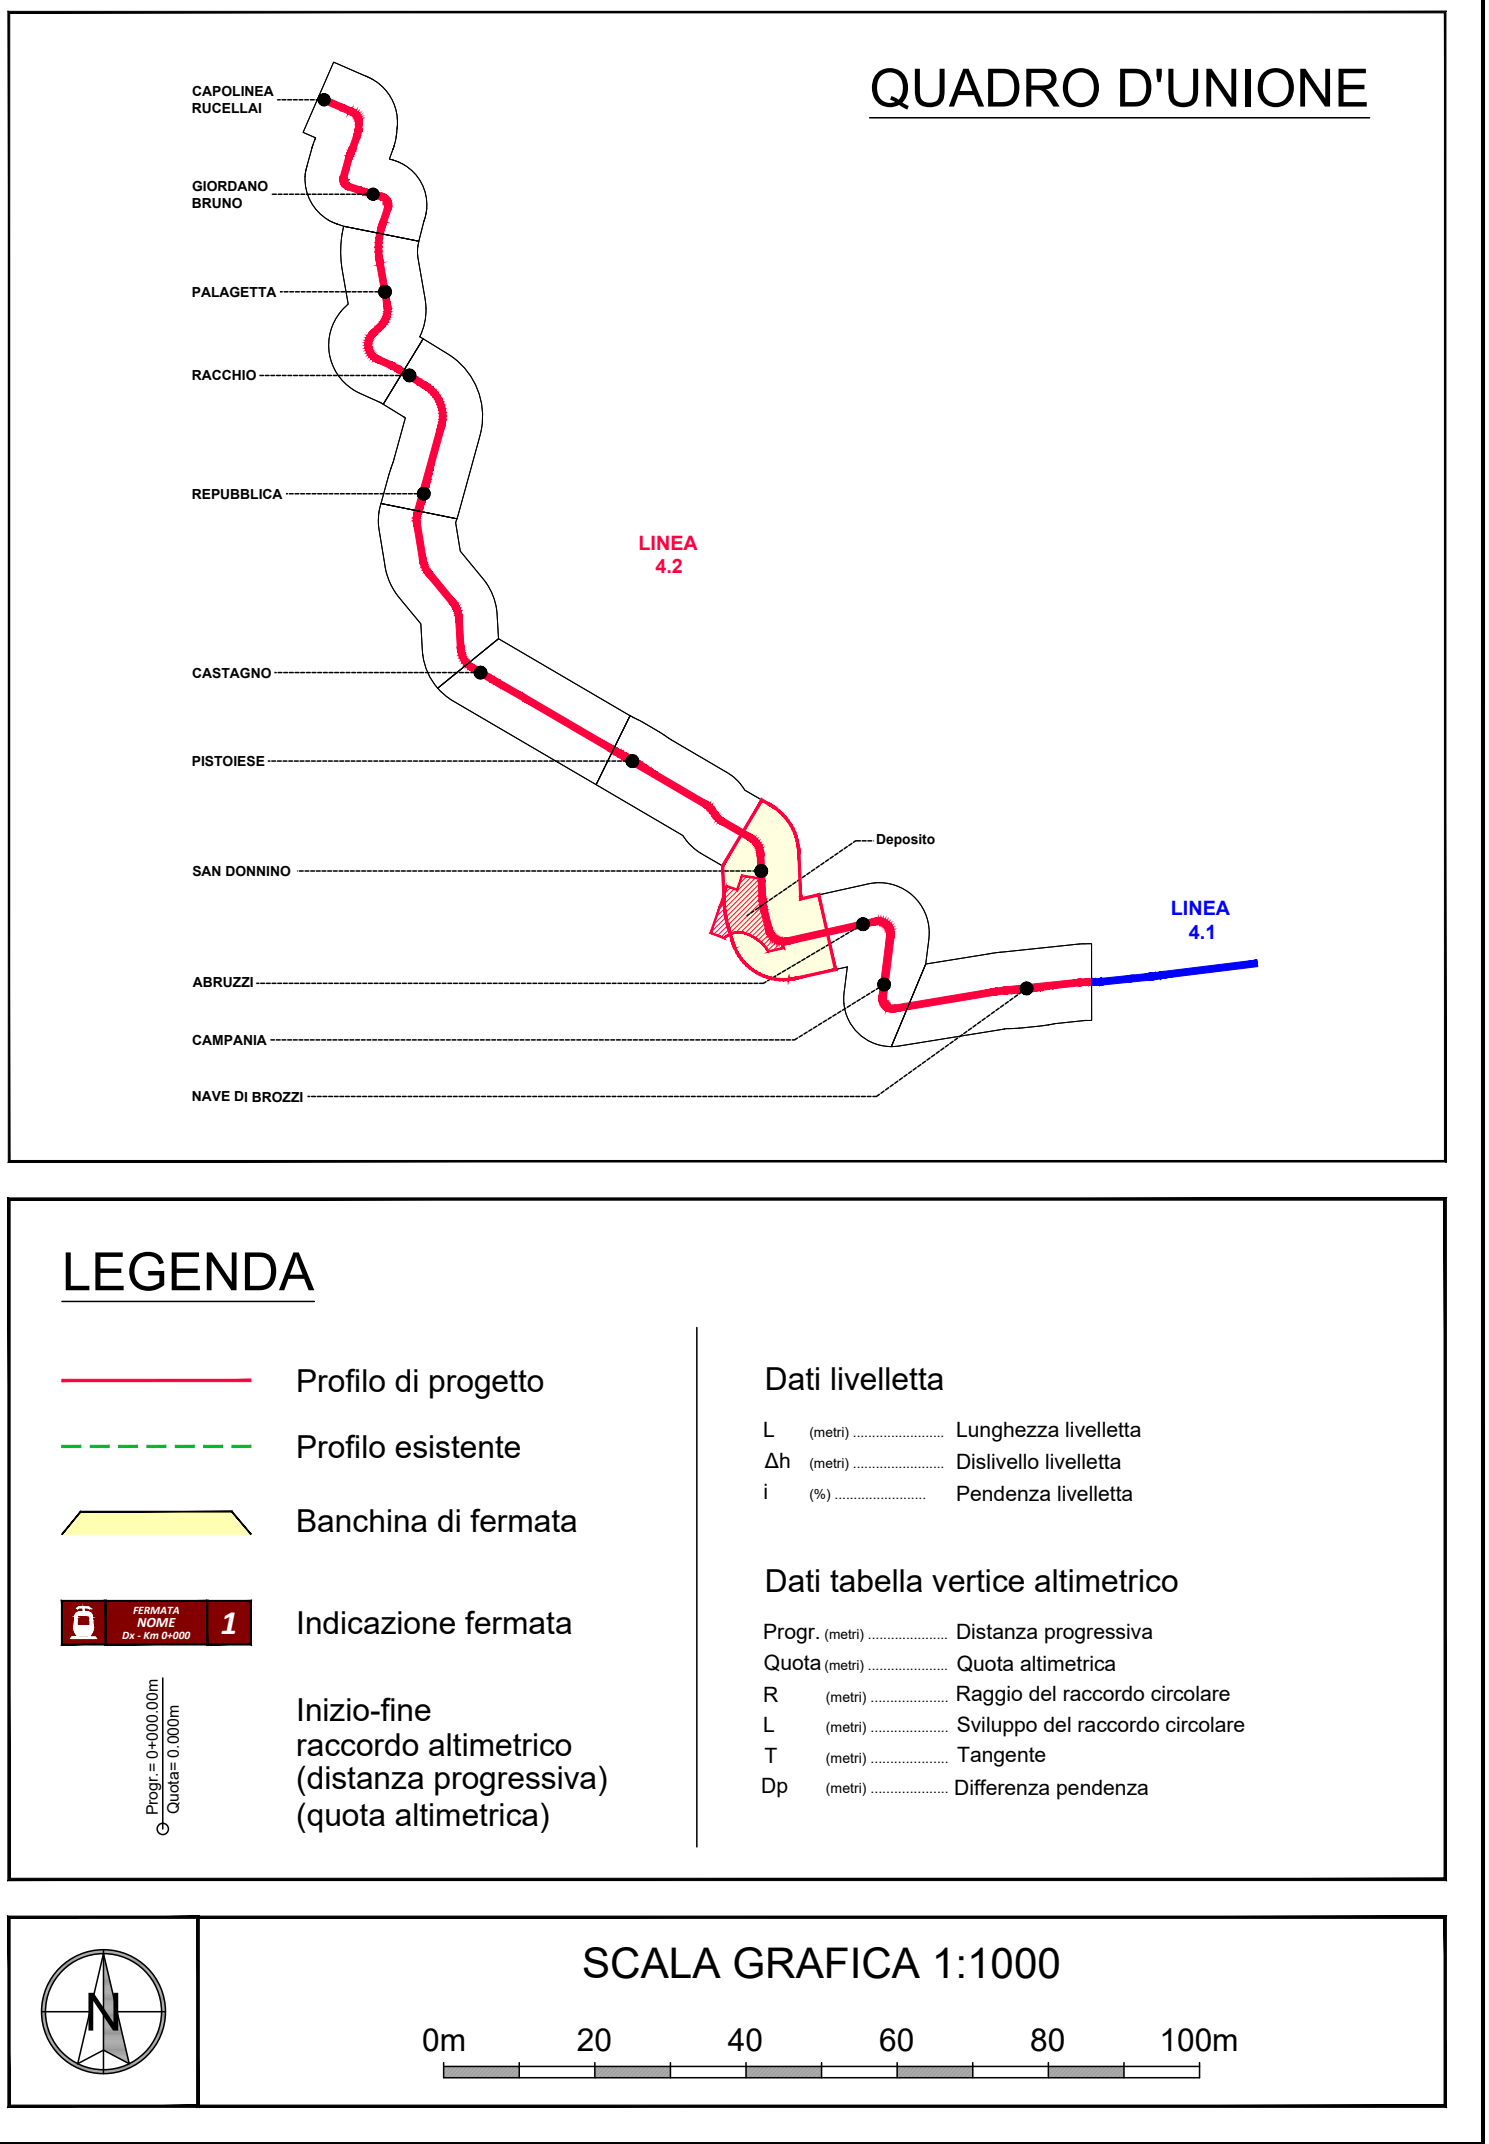 QUADRO D'UNIONE
CAPOLINEA
RUCELLAI
GIORDANO
BRUNO
PALAGETTA
RACCHIO
REPUBBLICA
LINEA
4.2
CASTAGNO
PISTOIESE
Deposito
SAN DONNINO
LINEA
4.1
ABRUZZI
CAMPANIA
NAVE DI BROZZI
LEGENDA
Profilo di progetto
Profilo esistente
Banchina di fermata
FERMATA
NOME
Dx - Km 0+000
1
Indicazione fermata
Progr.= 0+000.00m
Quota= 0.000m
Inizio-fine
raccordo altimetrico
(distanza progressiva)
(quota altimetrica)
Dati livelletta
L (metri) ........................ Lunghezza livelletta
Δh (metri) ........................ Dislivello livelletta
i (%) ........................ Pendenza livelletta
Dati tabella vertice altimetrico
Progr. (metri) ..................... Distanza progressiva
Quota (metri) ..................... Quota altimetrica
R (metri) ..................... Raggio del raccordo circolare
L (metri) ..................... Sviluppo del raccordo circolare
T (metri) ..................... Tangente
Dp (metri) ..................... Differenza pendenza
N
SCALA GRAFICA 1:1000
0m 20 40 60 80 100m